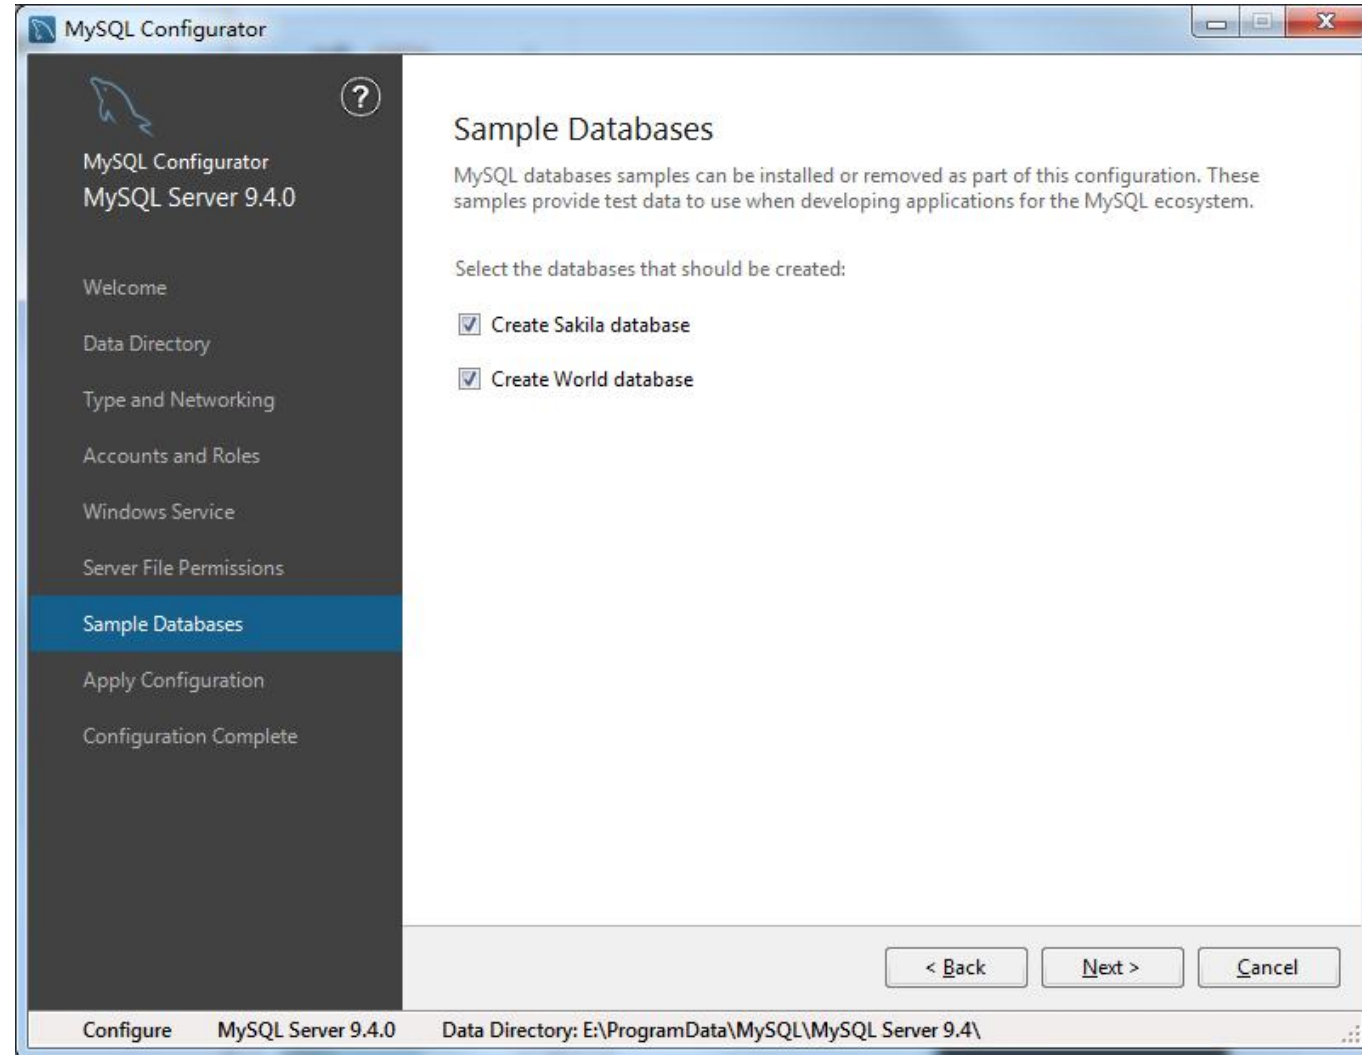 MySQL Configurator
?
MySQL Configurator
MySQL Server 9.4.0
Welcome
Data Directory
Type and Networking
Accounts and Roles
Windows Service
Server File Permissions
Sample Databases
Apply Configuration
Configuration Complete
Sample Databases
MySQL databases samples can be installed or removed as part of this configuration. These
samples provide test data to use when developing applications for the MySQL ecosystem.
Select the databases that should be created:
Create Sakila database
Create World database
< Back
Next >
Cancel
Configure
MySQL Server 9.4.0
Data Directory: E:\ProgramData\MySQL\MySQL Server 9.4\